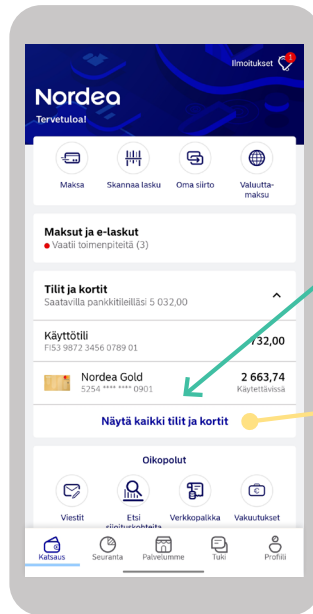 Ilmoitukset 1
Nordea
Tervetuloa!
Maksa
Skannaa lasku
Oma siirto
Valuutta-
maksu
Maksut ja e-laskut
Vaatii toimenpiteitä (3)
Tilit ja kortit
Saatavilla pankkitileilläsi 5 032,00
Käyttötili
732,00
FI53 9872 3456 0789 01
Nordea Gold
2 663,74
5254 **** **** 0901
Käytettävissä
Näytä kaikki tilit ja kortit
Oikopolut
Viestit
Etsi
Verkkopalkka
Vakuutukset
Katsaus
Seuranta
Palvelumme
Tuki
Profiili